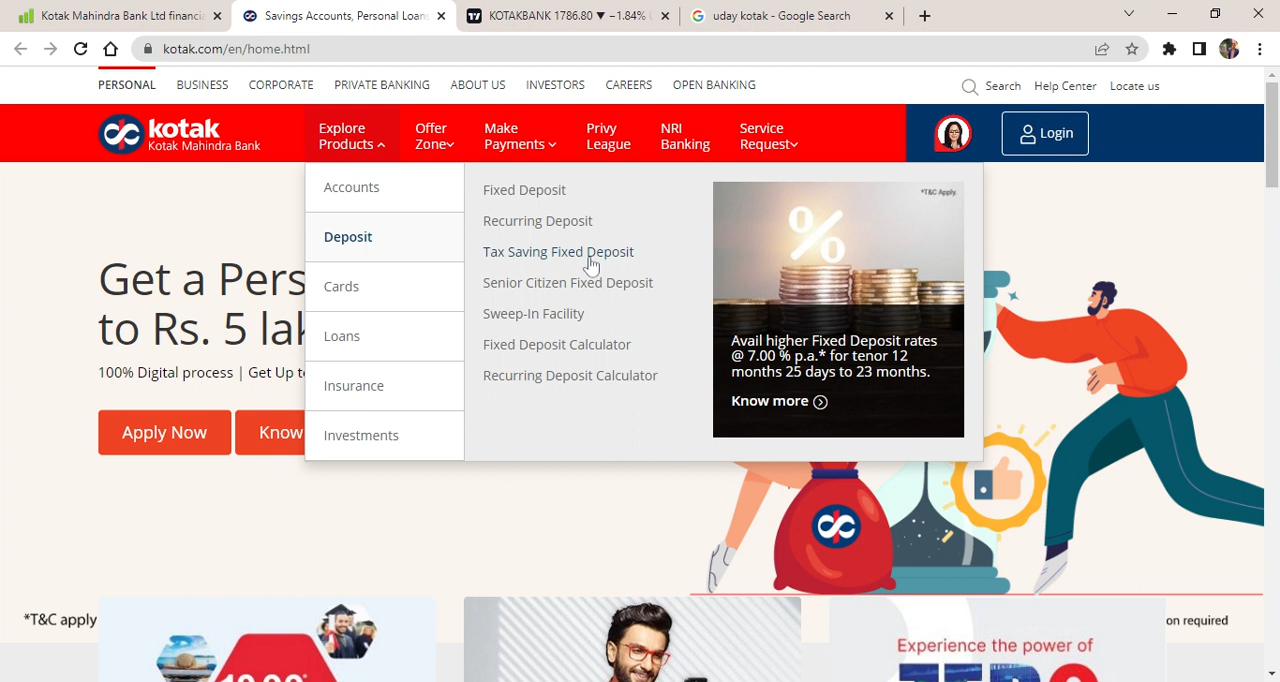 Kotak Mahindra Bank Ltd financia
Savings Accounts, Personal Loans
KOTAKBANK 1786.80 ▼ −1.84%
uday kotak - Google Search
kotak.com/en/home.html
PERSONAL BUSINESS CORPORATE PRIVATE BANKING ABOUT US INVESTORS CAREERS OPEN BANKING
Search Help Center Locate us
kotak
Kotak Mahindra Bank
Explore
Products
Offer
Zone
Make
Payments
Privy
League
NRI
Banking
Service
Request
Login
Accounts
Deposit
Cards
Loans
Insurance
Investments
Fixed Deposit
Recurring Deposit
Tax Saving Fixed Deposit
Senior Citizen Fixed Deposit
Sweep-In Facility
Fixed Deposit Calculator
Recurring Deposit Calculator
*T&C Apply.
%
Avail higher Fixed Deposit rates
@ 7.00 % p.a.* for tenor 12
months 25 days to 23 months.
Know more
Get a Pers
to Rs. 5 lak
100% Digital process | Get Up to
Apply Now
Know
*T&C apply
on required
Experience the power of